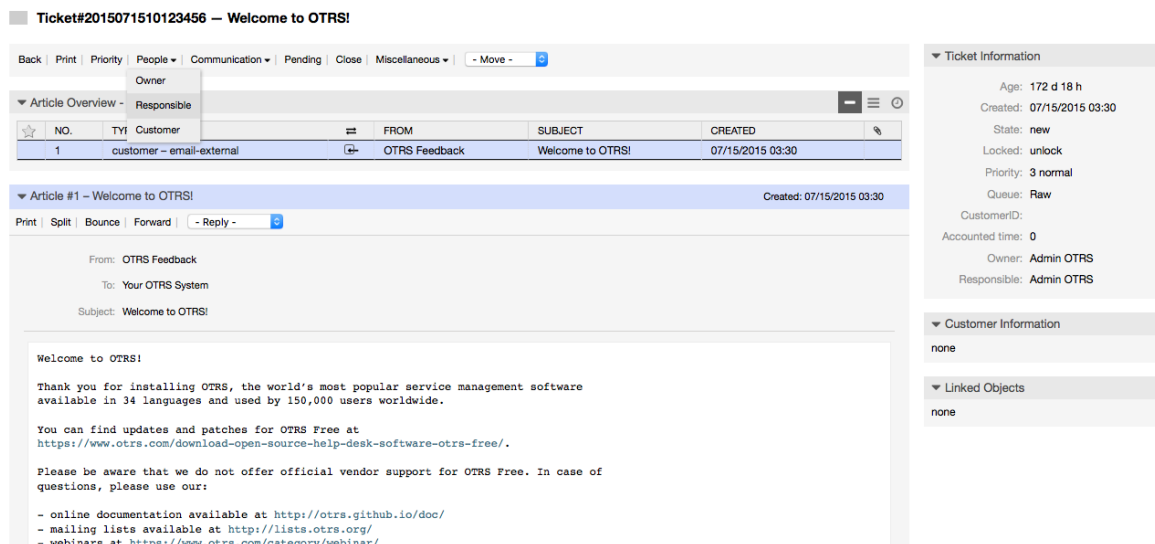 Ticket#2015071510123456 — Welcome to OTRS!
Back Print Priority People Communication Pending Close Miscellaneous - Move -
Owner
Responsible
Customer
Article Overview -
NO. TYP FROM SUBJECT CREATED
1 customer – email-external OTRS Feedback Welcome to OTRS! 07/15/2015 03:30
Article #1 – Welcome to OTRS! Created: 07/15/2015 03:30
Print Split Bounce Forward - Reply -
From: OTRS Feedback
To: Your OTRS System
Subject: Welcome to OTRS!
Welcome to OTRS!
Thank you for installing OTRS, the world's most popular service management software
available in 34 languages and used by 150,000 users worldwide.
You can find updates and patches for OTRS Free at
https://www.otrs.com/download-open-source-help-desk-software-otrs-free/.
Please be aware that we do not offer official vendor support for OTRS Free. In case of
questions, please use our:
- online documentation available at http://otrs.github.io/doc/
- mailing lists available at http://lists.otrs.org/
- webinars at https://www.otrs.com/category/webinar/
Ticket Information
Age: 172 d 18 h
Created: 07/15/2015 03:30
State: new
Locked: unlock
Priority: 3 normal
Queue: Raw
CustomerID:
Accounted time: 0
Owner: Admin OTRS
Responsible: Admin OTRS
Customer Information
none
Linked Objects
none